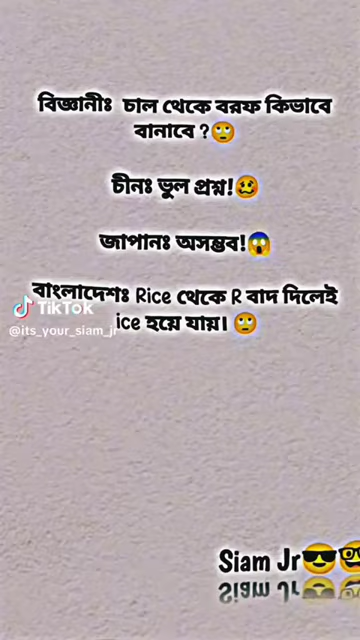 বিজ্ঞানীঃ চাল থেকে বরফ কিভাবে
বানাবে ?🙄
চীনঃ ভুল প্রশ্ন!🥴
জাপানঃ অসম্ভব!😱
বাংলাদেশঃ Rice থেকে R বাদ দিলেই
ice হয়ে যায়। 🙄
TikTok
@its_your_siam_jr
Siam Jr😎🤓